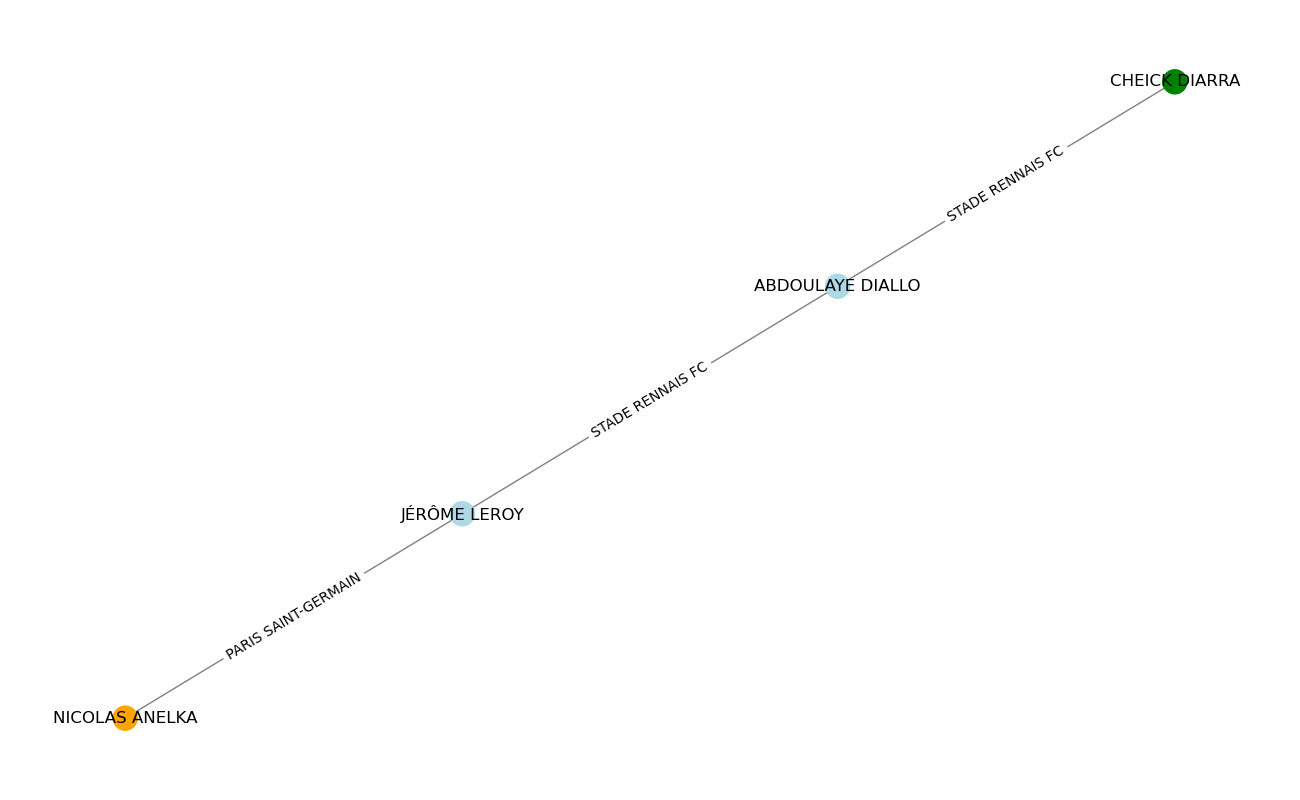 CHEICK DIARRA
STADE RENNAIS FC
ABDOULAYE DIALLO
STADE RENNAIS FC
JÉRÔME LEROY
PARIS SAINT-GERMAIN
NICOLAS ANELKA